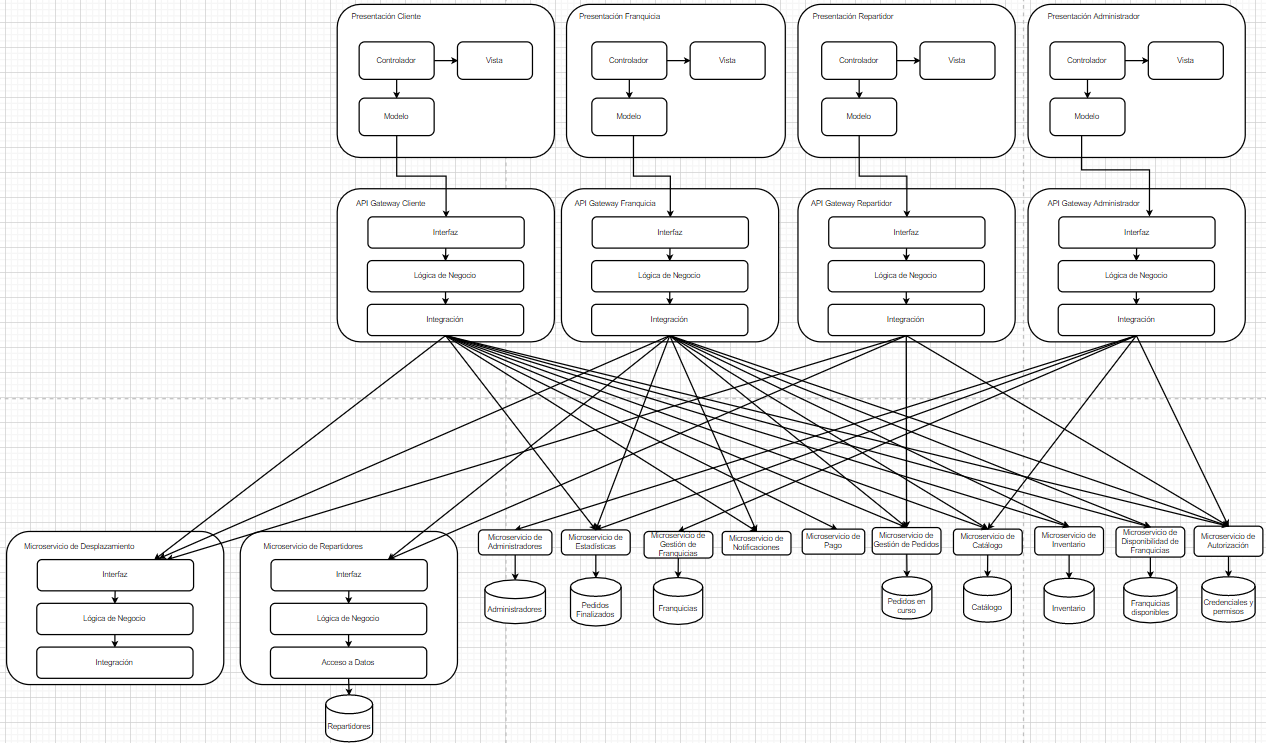 Presentación Cliente
Controlador
Vista
Modelo
Presentación Franquicia
Controlador
Vista
Modelo
Presentación Repartidor
Controlador
Vista
Modelo
Presentación Administrador
Controlador
Vista
Modelo
API Gateway Cliente
Interfaz
Lógica de Negocio
Integración
API Gateway Franquicia
Interfaz
Lógica de Negocio
Integración
API Gateway Repartidor
Interfaz
Lógica de Negocio
Integración
API Gateway Administrador
Interfaz
Lógica de Negocio
Integración
Microservicio de Desplazamiento
Interfaz
Lógica de Negocio
Integración
Microservicio de Repartidores
Interfaz
Lógica de Negocio
Acceso a Datos
Repartidores
Microservicio de
Administradores
Administradores
Microservicio de
Estadísticas
Pedidos
Finalizados
Microservicio de
Gestión de
Franquicias
Franquicias
Microservicio de
Notificaciones
Microservicio de
Pago
Microservicio de
Gestión de Pedidos
Pedidos en
curso
Microservicio de
Catálogo
Catálogo
Microservicio de
Inventario
Inventario
Microservicio de
Disponibilidad de
Franquicias
Franquicias
disponibles
Microservicio de
Autorización
Credenciales y
permisos